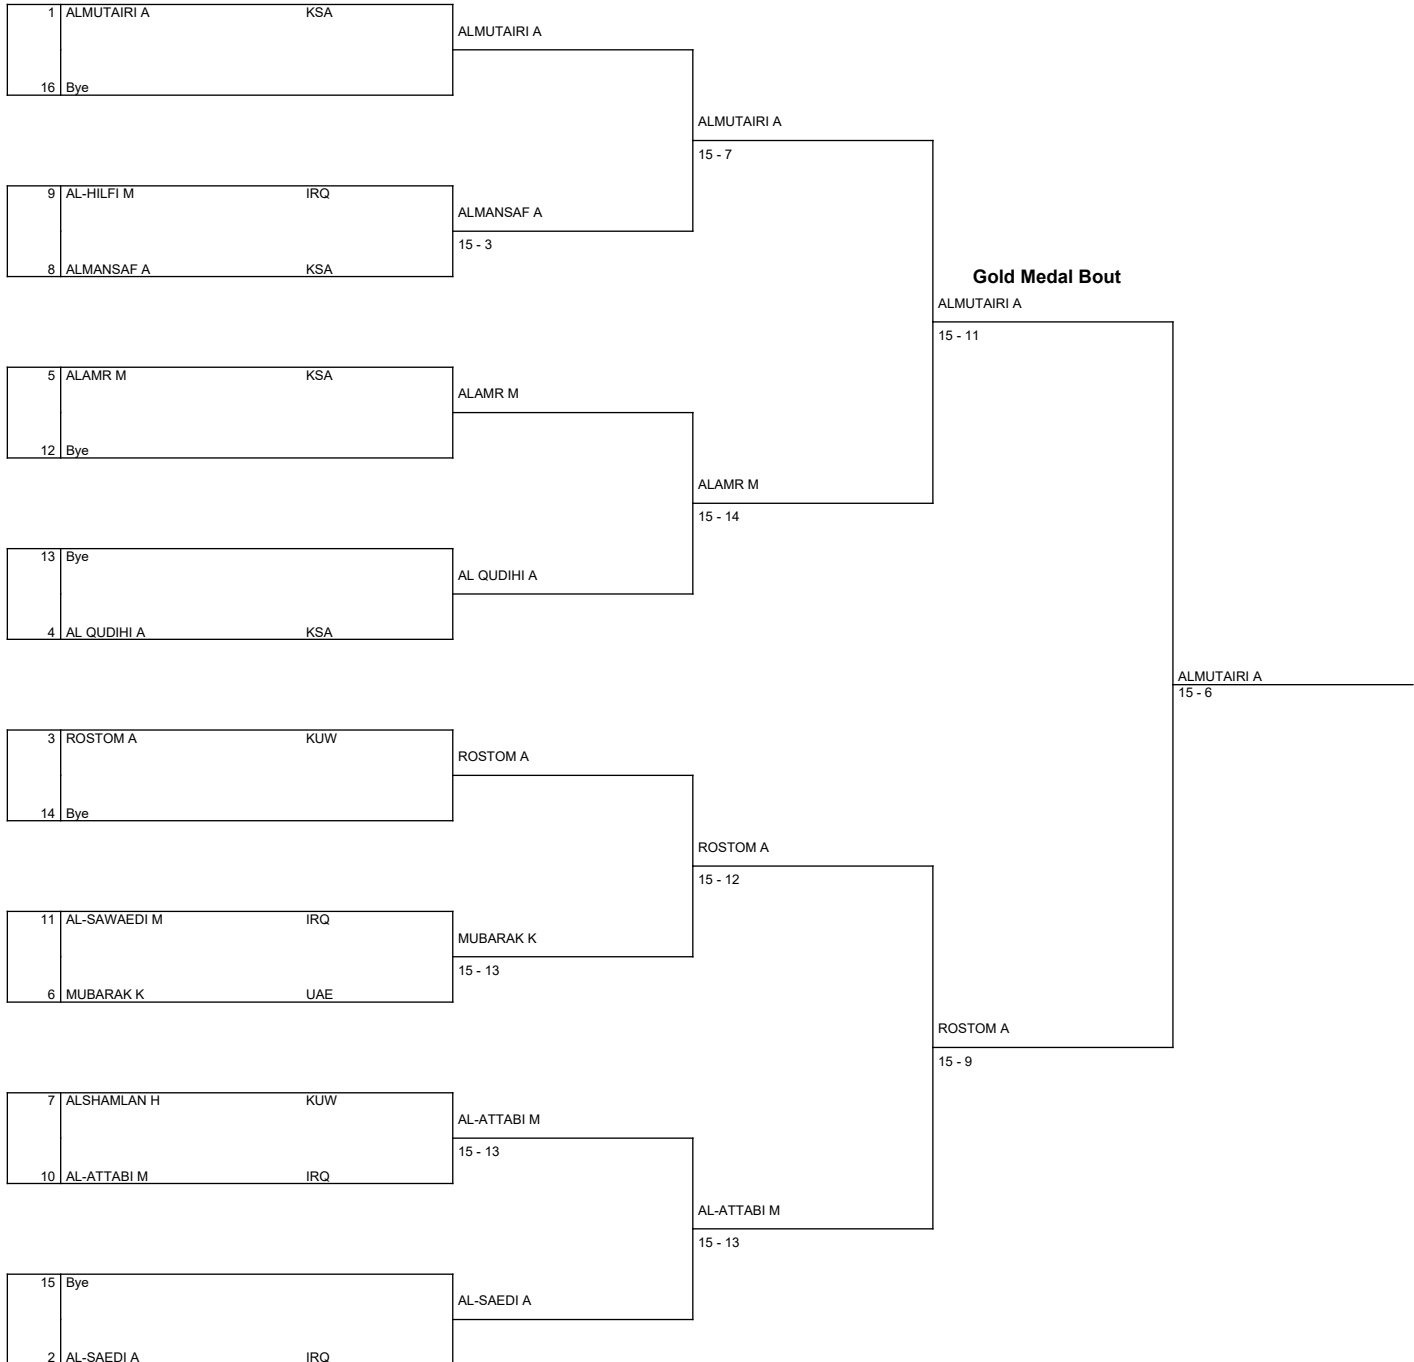 1 ALMUTAIRI A KSA
ALMUTAIRI A
16 Bye
ALMUTAIRI A
15 - 7
9 AL-HILFI M IRQ
ALMANSAF A
15 - 3
8 ALMANSAF A KSA
Gold Medal Bout
ALMUTAIRI A
15 - 11
5 ALAMR M KSA
ALAMR M
12 Bye
ALAMR M
15 - 14
13 Bye
AL QUDIHI A
4 AL QUDIHI A KSA
ALMUTAIRI A
15 - 6
3 ROSTOM A KUW
ROSTOM A
14 Bye
ROSTOM A
15 - 12
11 AL-SAWAEDI M IRQ
MUBARAK K
15 - 13
6 MUBARAK K UAE
ROSTOM A
15 - 9
7 ALSHAMLAN H KUW
AL-ATTABI M
15 - 13
10 AL-ATTABI M IRQ
AL-ATTABI M
15 - 13
15 Bye
AL-SAEDI A
2 AL-SAEDI A IRQ